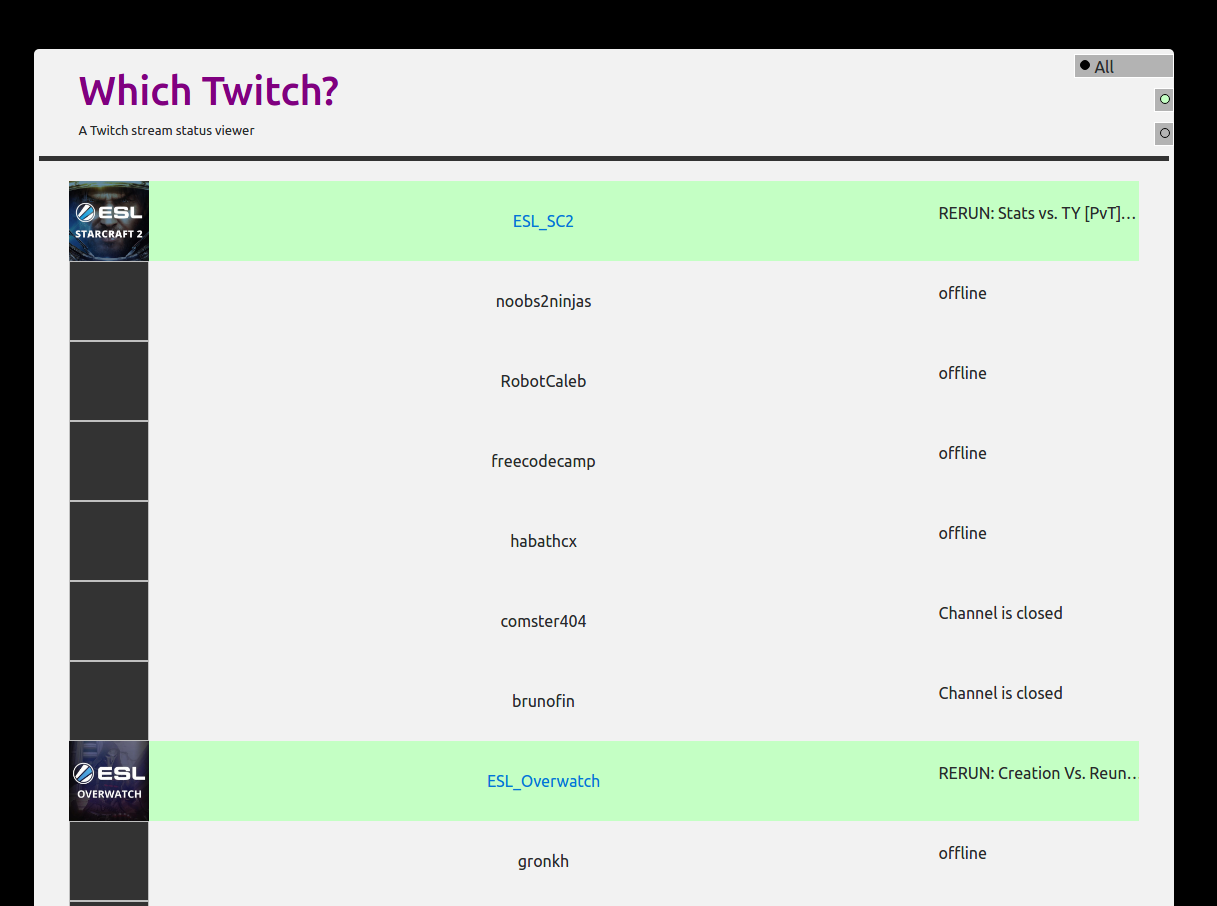 Which Twitch?
All
A Twitch stream status viewer
ESL
STARCRAFT 2
ESL_SC2
RERUN: Stats vs. TY [PvT]…
noobs2ninjas
offline
RobotCaleb
offline
freecodecamp
offline
habathcx
offline
comster404
Channel is closed
brunofin
Channel is closed
ESL
OVERWATCH
ESL_Overwatch
RERUN: Creation Vs. Reun…
gronkh
offline